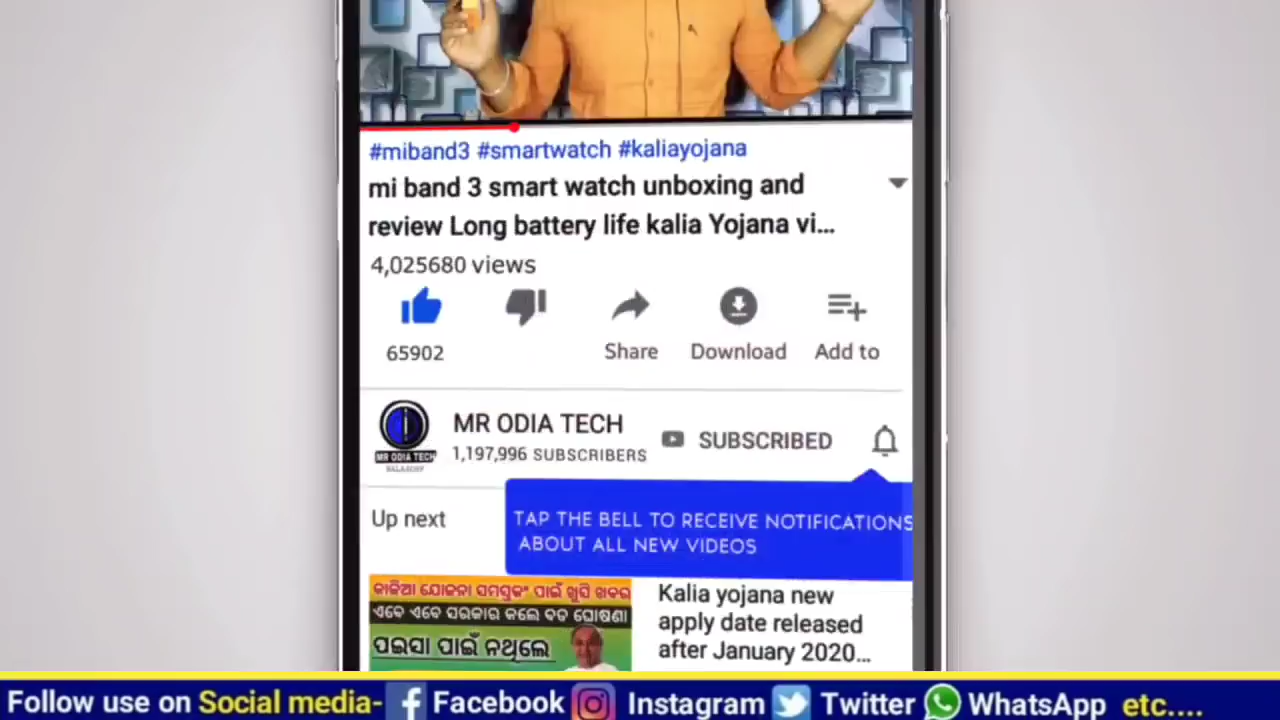 #miband3 #smartwatch #kaliayojana
mi band 3 smart watch unboxing and
review Long battery life kalia Yojana vi...
4,025680 views
65902
Share
Download
Add to
MR ODIA TECH
BALASORE
MR ODIA TECH
1,197,996 SUBSCRIBERS
SUBSCRIBED
TAP THE BELL TO RECEIVE NOTIFICATIONS
ABOUT ALL NEW VIDEOS
Up next
କାଳିଆ ଯୋଜନା ସମସ୍ତଙ୍କ ପାଇଁ ଖୁସି ଖବର
ଏବେ ଏବେ ସରକାର କଲେ ବଡ ଘୋଷଣା
ପଇସା ପାଇଁ ନଥିଲେ
Kalia yojana new
apply date released
after January 2020...
Follow use on Social media- Facebook Instagram Twitter WhatsApp etc....